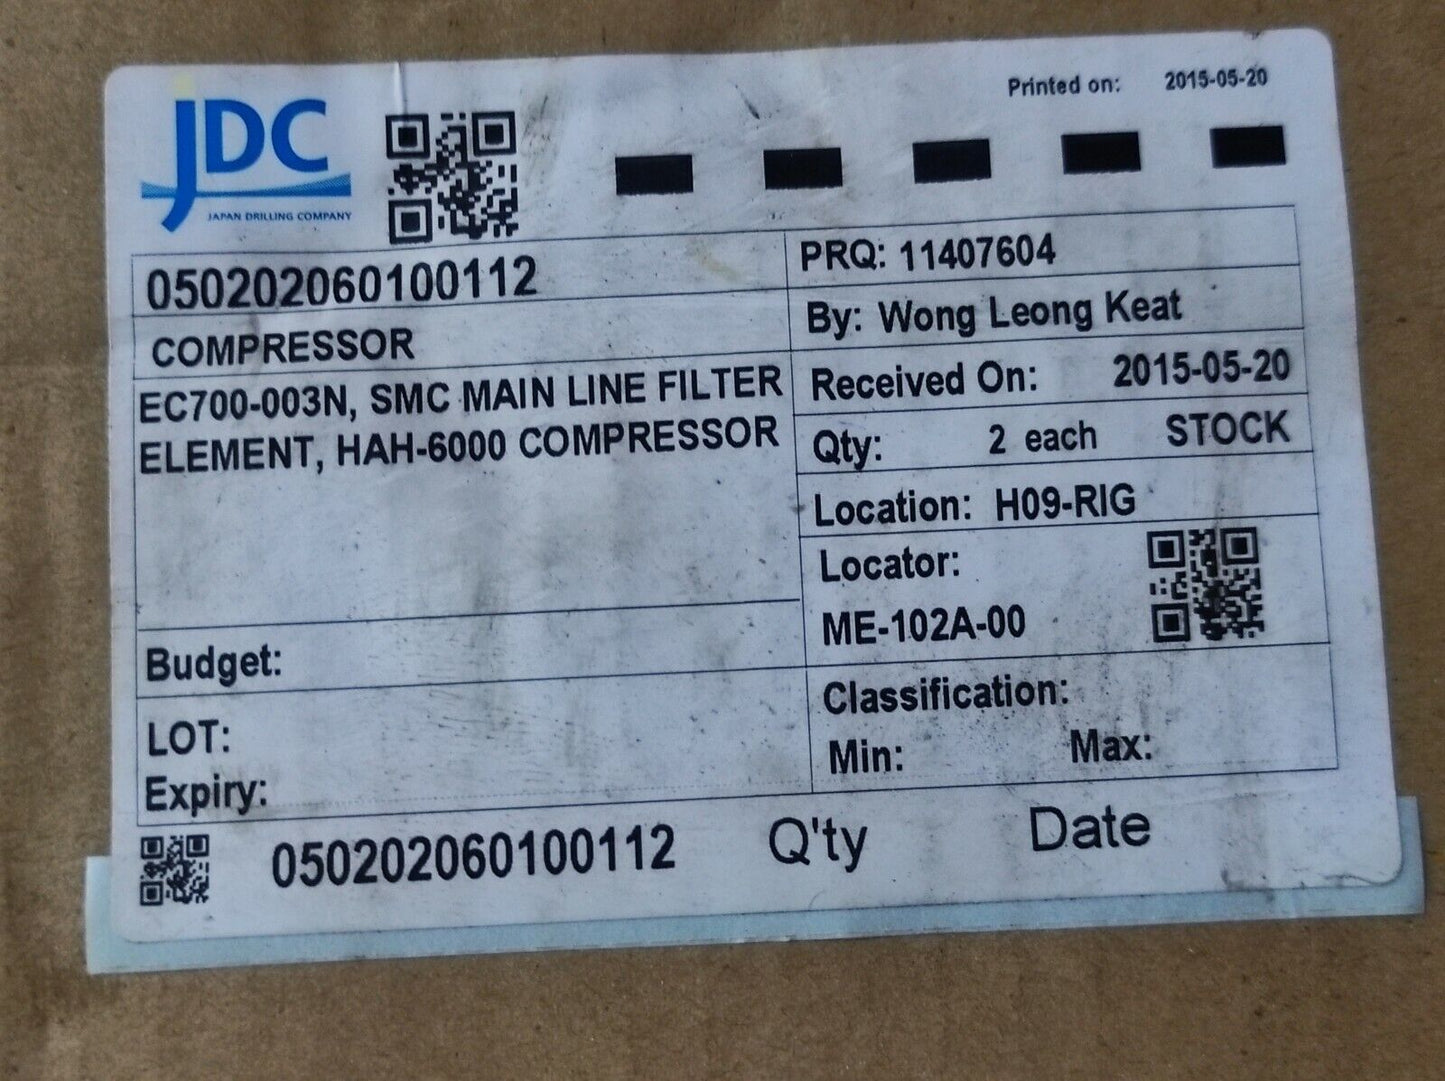 JDC
JAPAN DRILLING COMPANY
Printed on: 2015-05-20
050202060100112
COMPRESSOR
EC700-003N, SMC MAIN LINE FILTER
ELEMENT, HAH-6000 COMPRESSOR
Budget:
LOT:
Expiry:
PRQ: 11407604
By: Wong Leong Keat
Received On: 2015-05-20
Qty: 2 each STOCK
Location: H09-RIG
Locator:
ME-102A-00
Classification:
Min: Max:
050202060100112 Q'ty Date